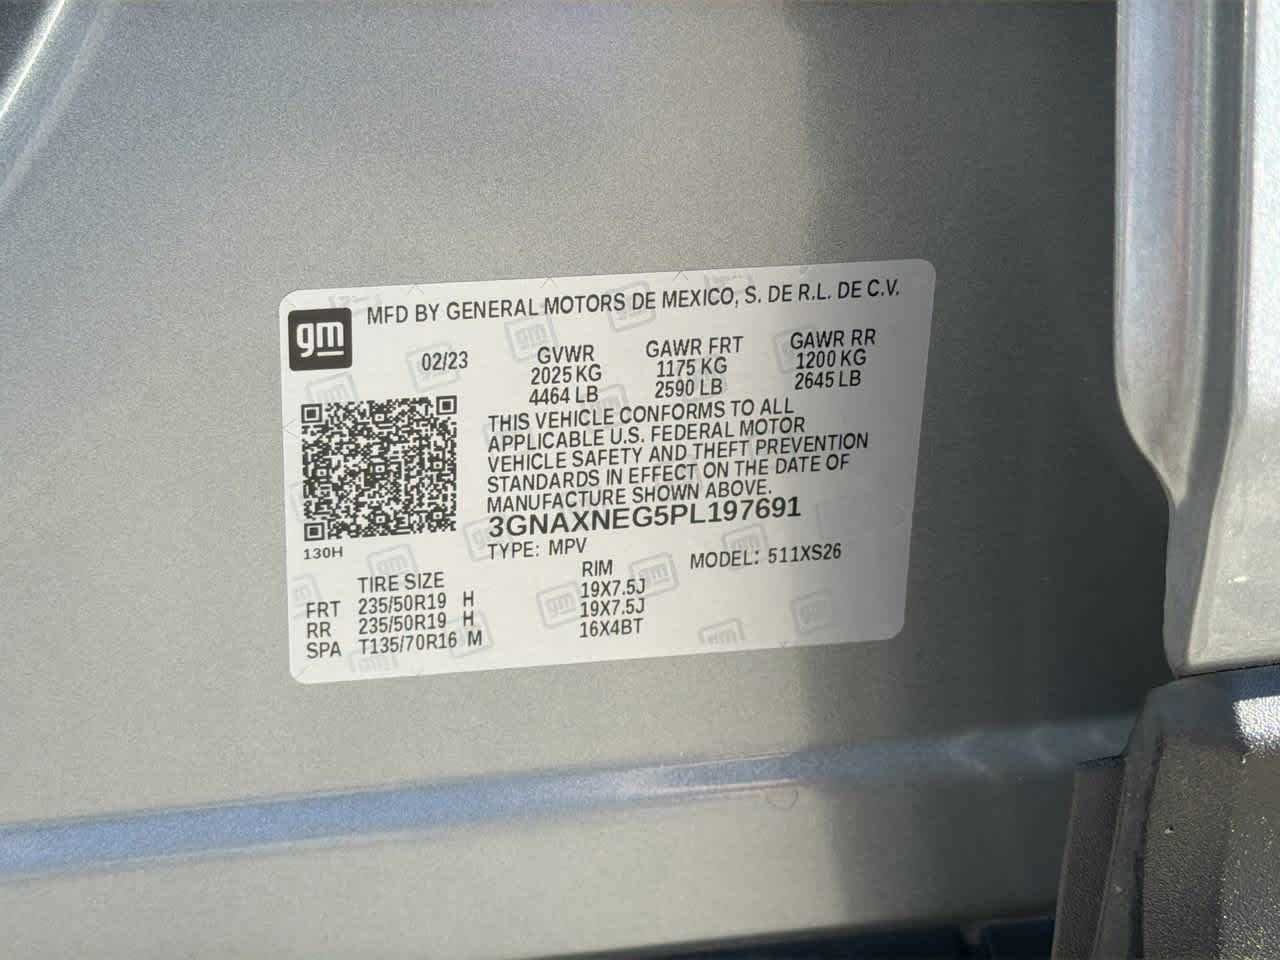 gm
MFD BY GENERAL MOTORS DE MEXICO, S. DE R.L. DE C.V.
02/23 GVWR GAWR FRT GAWR RR
2025 KG 1175 KG 1200 KG
4464 LB 2590 LB 2645 LB
THIS VEHICLE CONFORMS TO ALL
APPLICABLE U.S. FEDERAL MOTOR
VEHICLE SAFETY AND THEFT PREVENTION
STANDARDS IN EFFECT ON THE DATE OF
MANUFACTURE SHOWN ABOVE.
3GNAXNEG5PL197691
130H
TYPE: MPV MODEL: 511XS26
TIRE SIZE RIM
FRT 235/50R19 H 19X7.5J
RR 235/50R19 H 19X7.5J
SPA T135/70R16 M 16X4BT